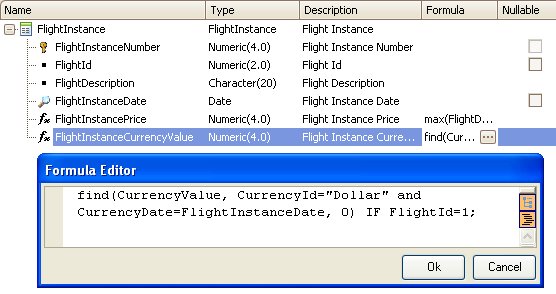 Name Type Description Formula Nullable
FlightInstance FlightInstance Flight Instance
FlightInstanceNumber Numeric(4.0) Flight Instance Number
FlightId Numeric(2.0) Flight Id
FlightDescription Character(20) Flight Description
FlightInstanceDate Date Flight Instance Date
FlightInstancePrice Numeric(4.0) Flight Instance Price max(FlightD...
FlightInstanceCurrencyValue Numeric(4.0) Flight Instance Curre... find(Cur... ...
Formula Editor
find(CurrencyValue, CurrencyId="Dollar" and
CurrencyDate=FlightInstanceDate, 0) IF FlightId=1;
Ok Cancel